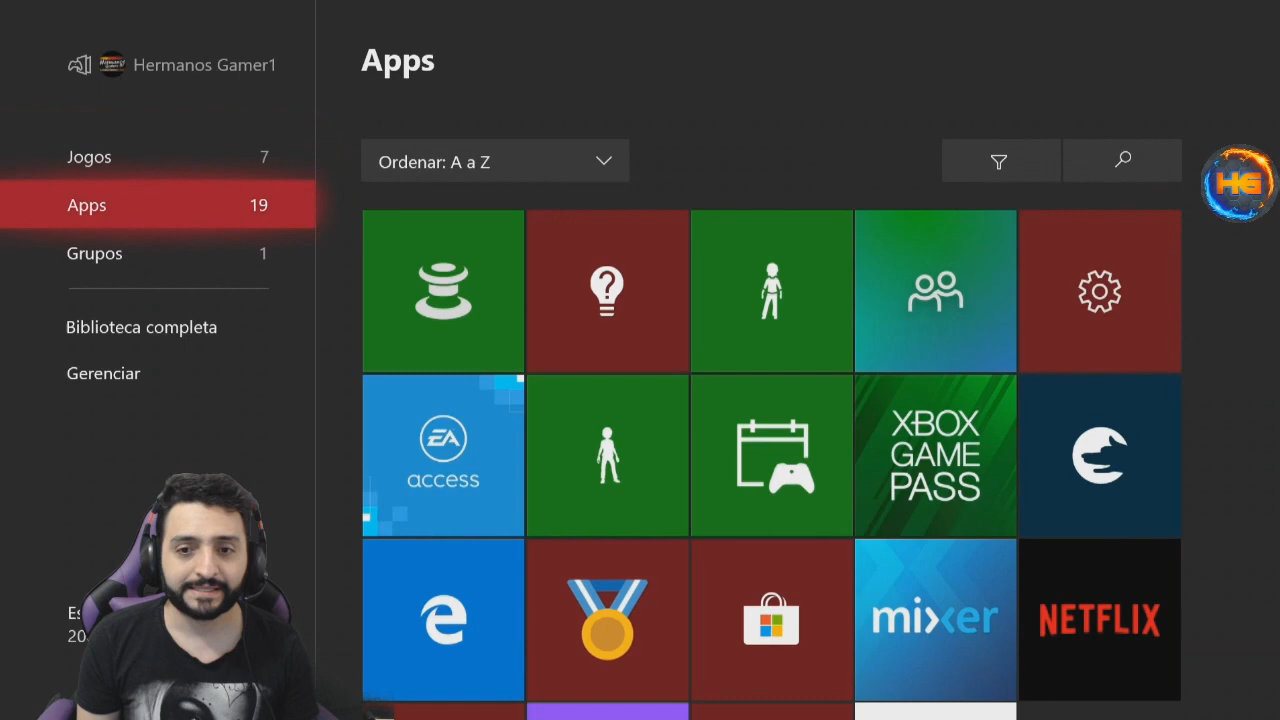 Hermanos Gamer1
Apps
Jogos 7
Ordenar: A a Z
Apps 19
HG
Grupos 1
Biblioteca completa
Gerenciar
EA
access
XBOX
GAME
PASS
mixer
NETFLIX